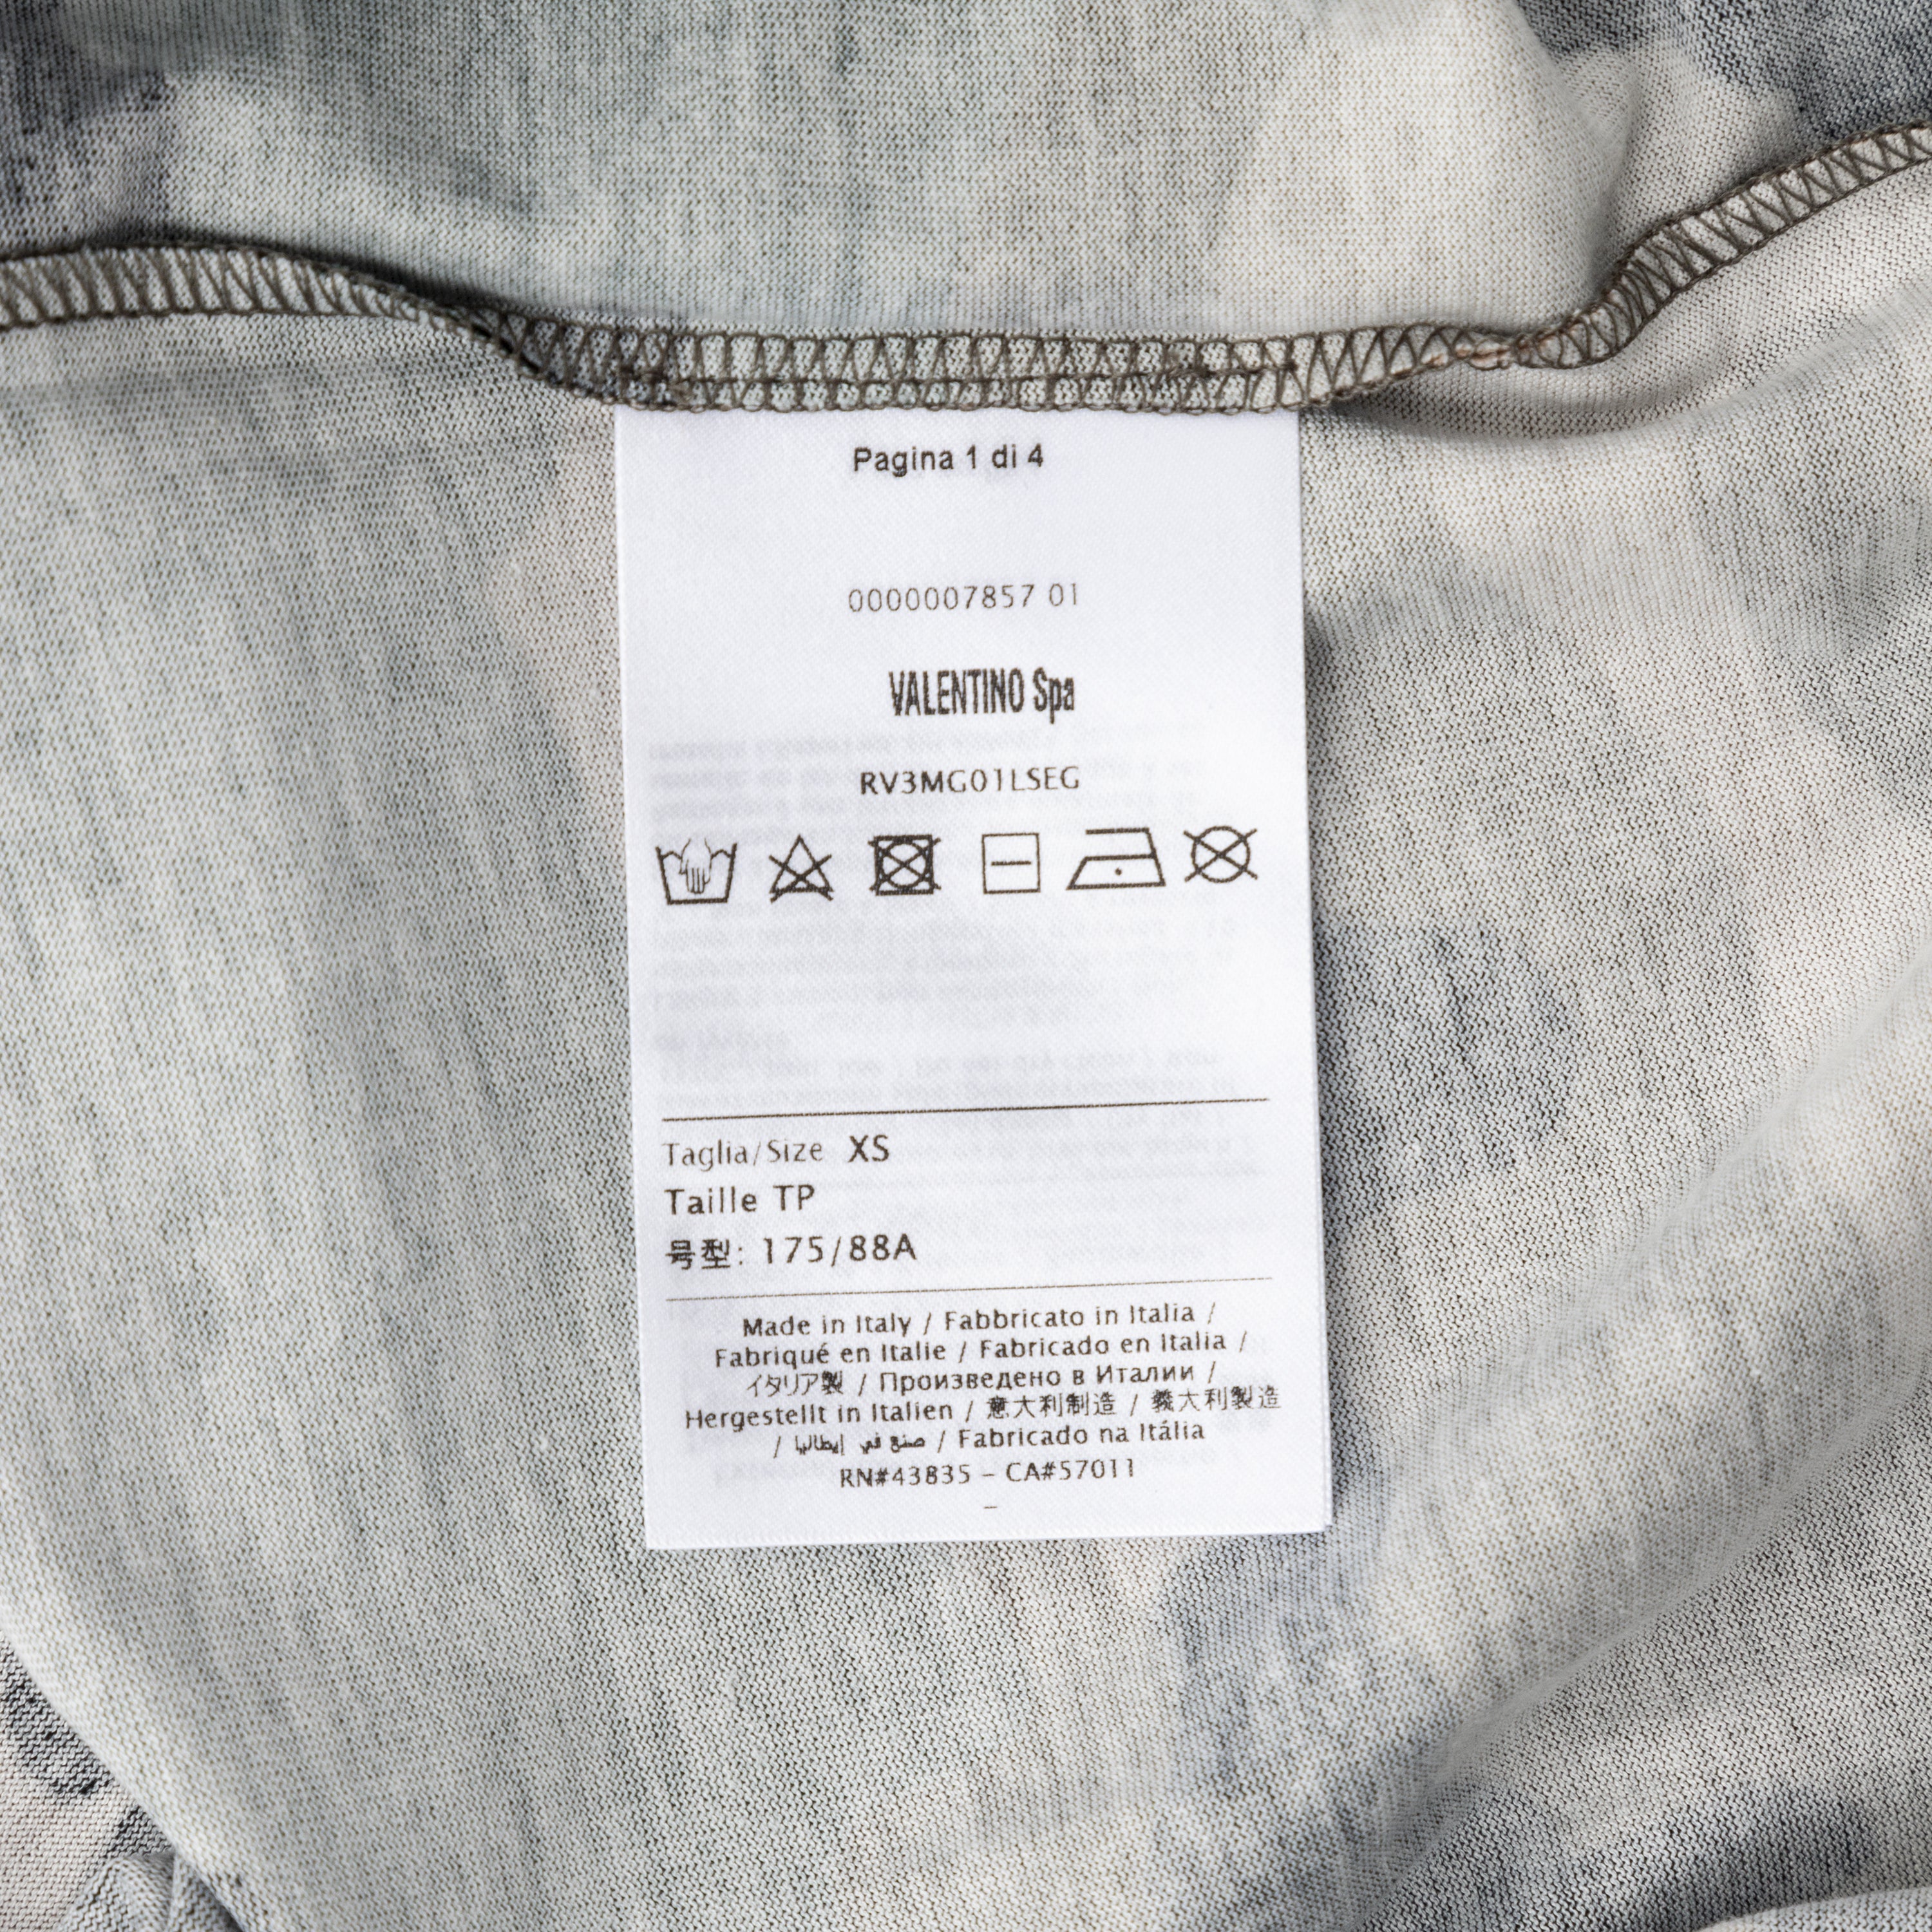 Pagina 1 di 4
0000007857 01
VALENTINO Spa
RV3MG01LSEG
Taglia/Size XS
Taille TP
号型: 175/88A
Made in Italy / Fabbricato in Italia /
Fabriqué en Italie / Fabricado en Italia /
イタリア製 / Произведено в Италии /
Hergestellt in Italien / 意大利制造 / 義大利製造
/ صنع في إيطاليا / Fabricado na Itália
RN#43835 – CA#57011
–